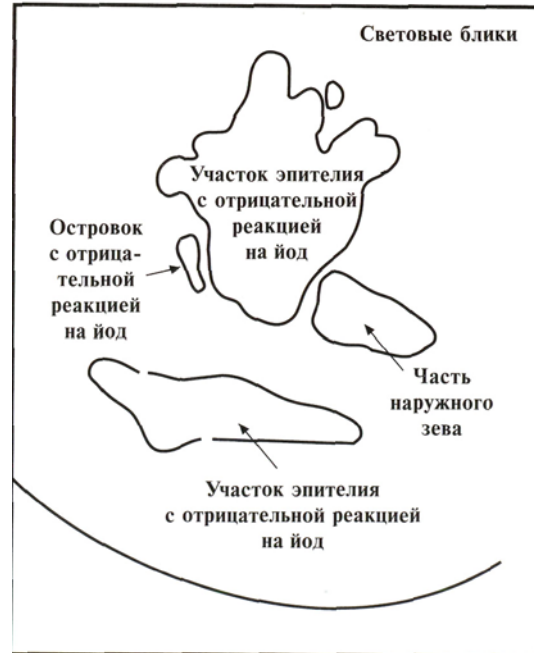 Световые блики
Участок эпителия
с отрицательной
реакцией
на йод
Островок
с отрица-
тельной
реакцией
на йод
Часть
наружного
зева
Участок эпителия
с отрицательной реакцией
на йод